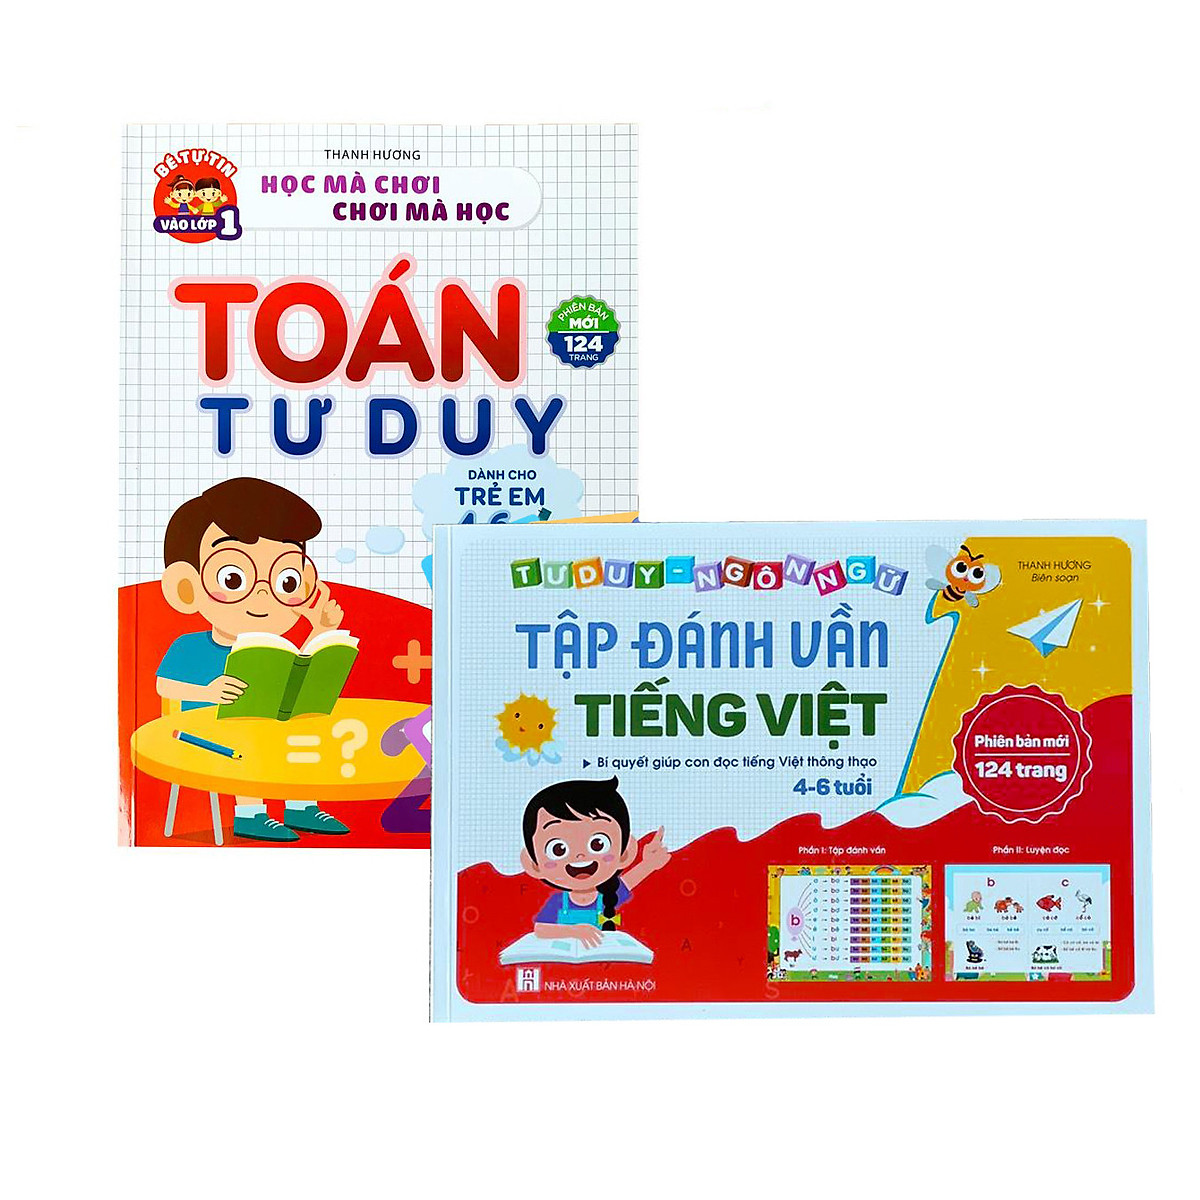 THANH HƯƠNG
BÉ TỰ TIN
VÀO LỚP 1
HỌC MÀ CHƠI
CHƠI MÀ HỌC
TOÁN
TƯ DUY
PHIÊN BẢN
MỚI
124
TRANG
DÀNH CHO
TRẺ EM
4-6
+
= ?
TƯ DUY - NGÔN NGỮ
THANH HƯƠNG
Biên soạn
TẬP ĐÁNH VẦN
TIẾNG VIỆT
Bí quyết giúp con đọc tiếng Việt thông thạo
4-6 tuổi
Phiên bản mới
124 trang
Phần I: Tập đánh vần
Phần II: Luyện đọc
b
b c
NHÀ XUẤT BẢN HÀ NỘI